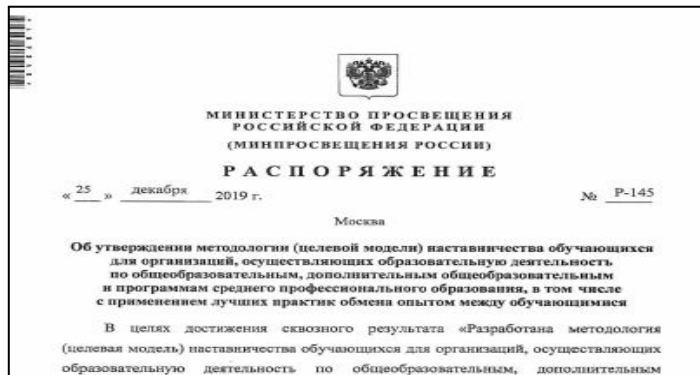 МИНИСТЕРСТВО ПРОСВЕЩЕНИЯ
РОССИЙСКОЙ ФЕДЕРАЦИИ
(МИНПРОСВЕЩЕНИЯ РОССИИ)
РАСПОРЯЖЕНИЕ
« 25 » декабря 2019 г. № Р-145
Москва
Об утверждении методологии (целевой модели) наставничества обучающихся
для организаций, осуществляющих образовательную деятельность
по общеобразовательным, дополнительным общеобразовательным
и программам среднего профессионального образования, в том числе
с применением лучших практик обмена опытом между обучающимися
В целях достижения сквозного результата «Разработана методология
(целевая модель) наставничества обучающихся для организаций, осуществляющих
образовательную деятельность по общеобразовательным, дополнительным